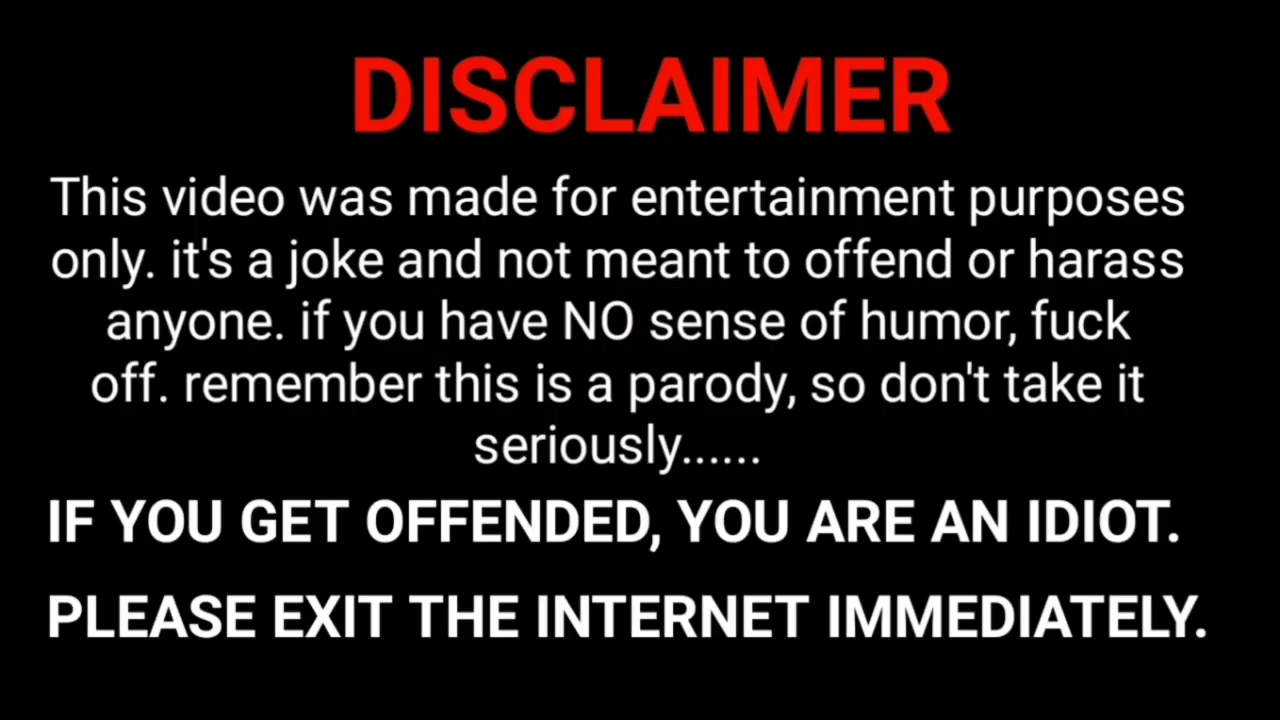 DISCLAIMER
This video was made for entertainment purposes
only. it's a joke and not meant to offend or harass
anyone. if you have NO sense of humor, fuck
off. remember this is a parody, so don't take it
seriously......
IF YOU GET OFFENDED, YOU ARE AN IDIOT.
PLEASE EXIT THE INTERNET IMMEDIATELY.